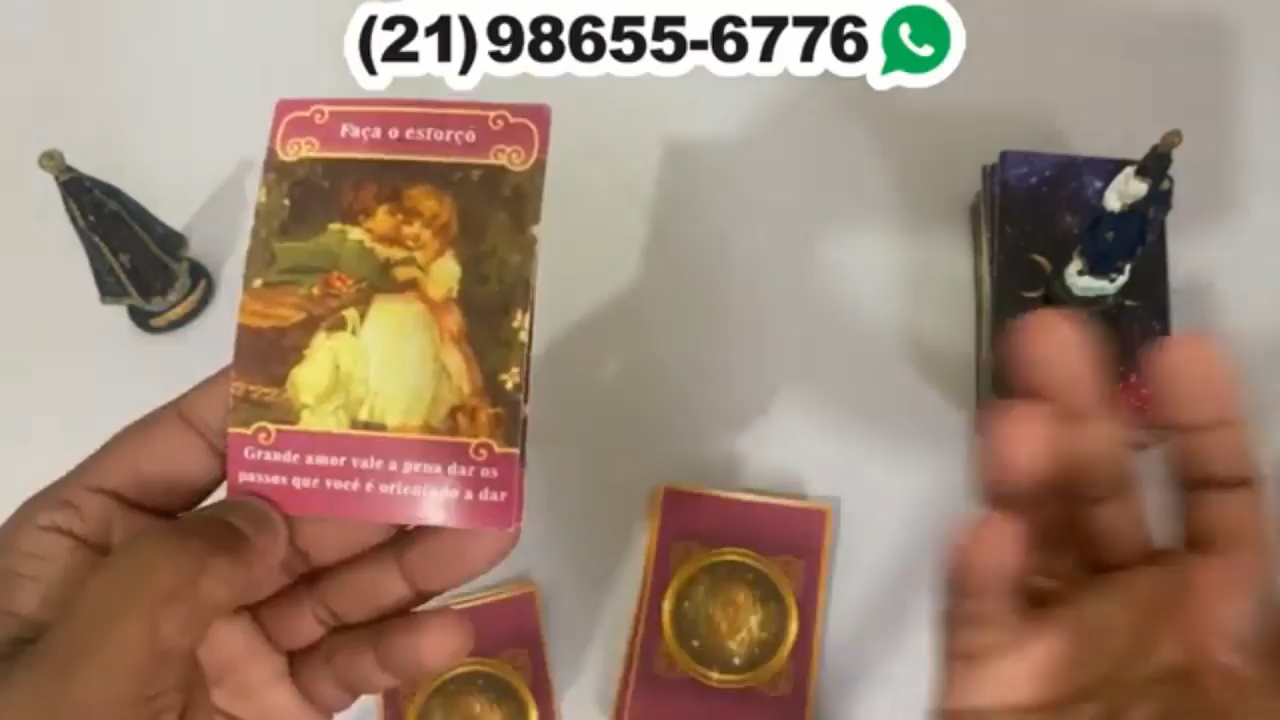 (21)98655-6776
Faça o esforço
Grande amor vale a pena dar os
passos que você é orientado a dar